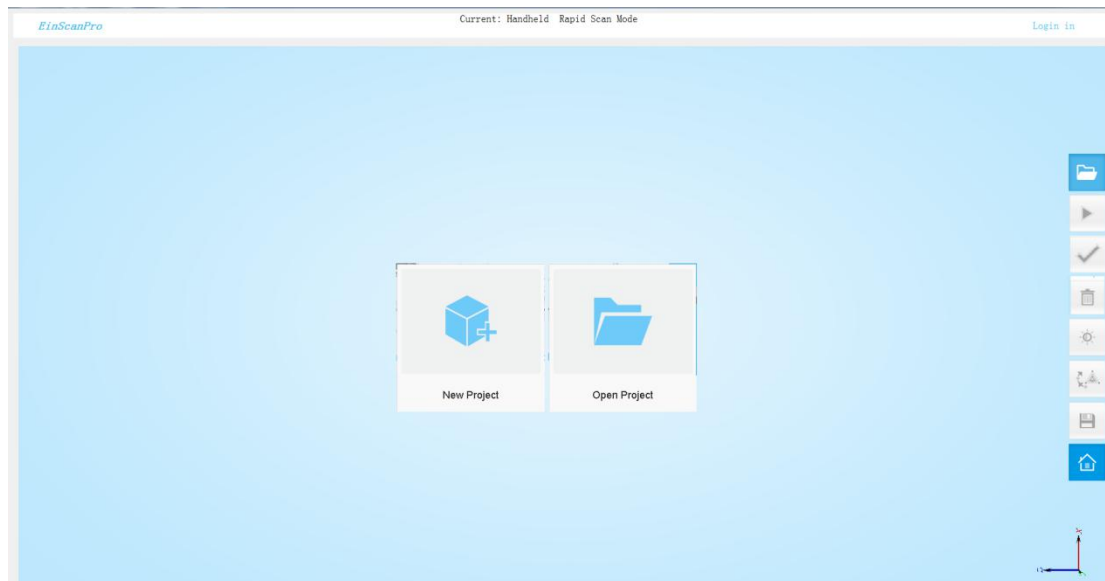 EinScanPro
Current: Handheld Rapid Scan Mode
Login in
New Project
Open Project